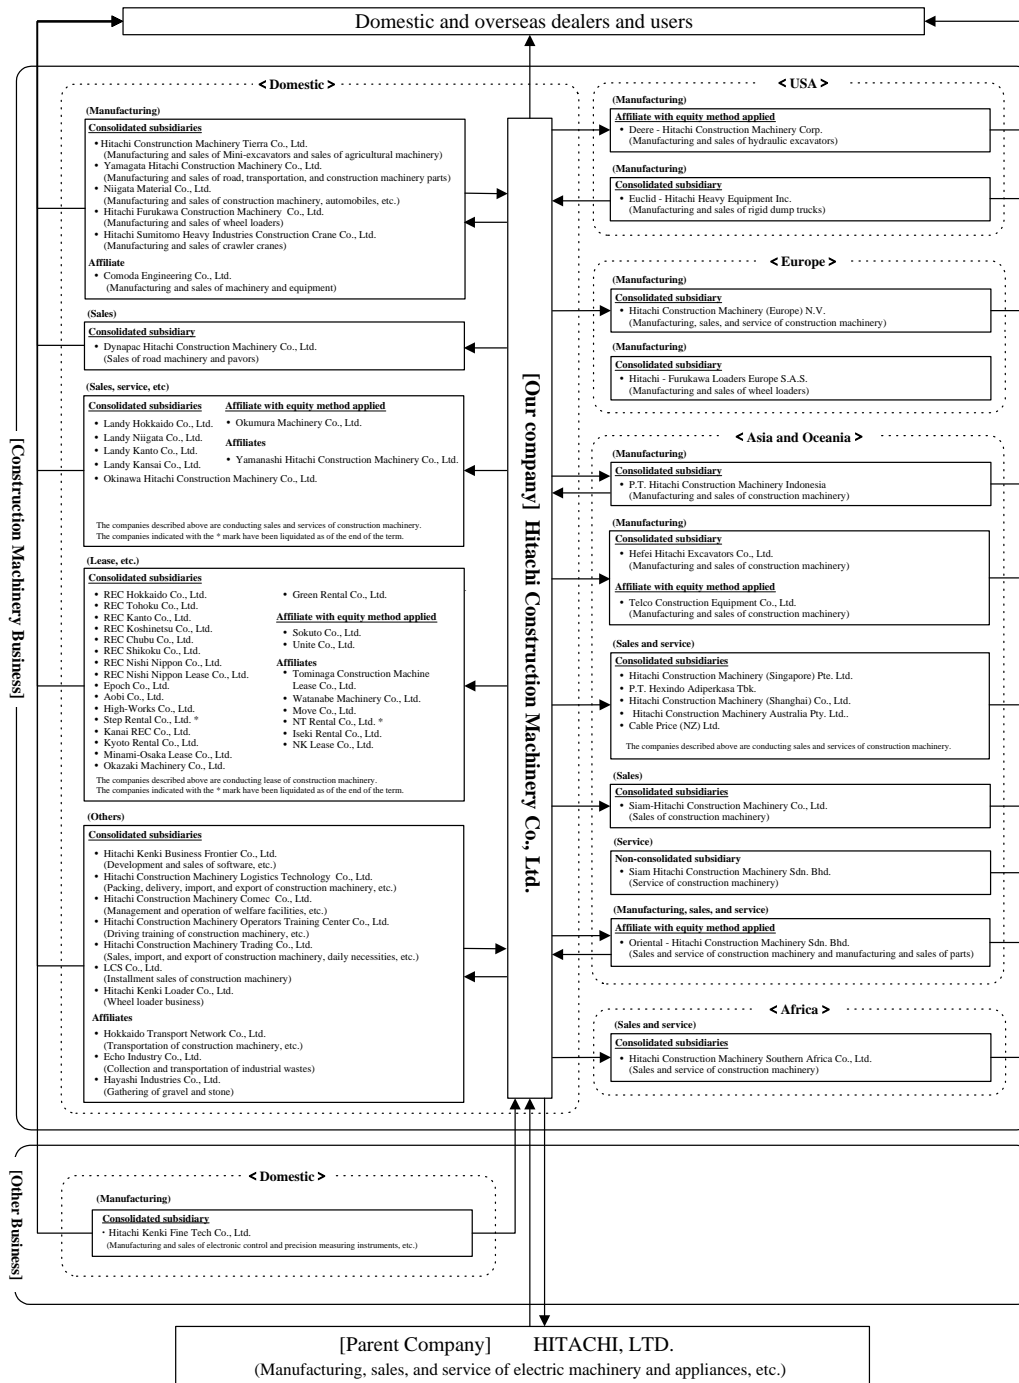 Domestic and overseas dealers and users
[Construction Machinery Business]
< Domestic >
(Manufacturing)
Consolidated subsidiaries
•Hitachi Construnction Machinery Tierra Co., Ltd.
(Manufacturing and sales of Mini-excavators and sales of agricultural machinery)
• Yamagata Hitachi Construction Machinery Co., Ltd.
(Manufacturing and sales of road, transportation, and construction machinery parts)
• Niigata Material Co., Ltd.
(Manufacturing and sales of construction machinery, automobiles, etc.)
• Hitachi Furukawa Construction Machinery Co., Ltd.
(Manufacturing and sales of wheel loaders)
• Hitachi Sumitomo Heavy Industries Construction Crane Co., Ltd.
(Manufacturing and sales of crawler cranes)
Affiliate
• Comoda Engineering Co., Ltd.
(Manufacturing and sales of machinery and equipment)
(Sales)
Consolidated subsidiary
• Dynapac Hitachi Construction Machinery Co., Ltd.
(Sales of road machinery and pavors)
(Sales, service, etc)
Consolidated subsidiaries
• Landy Hokkaido Co., Ltd.
• Landy Niigata Co., Ltd.
• Landy Kanto Co., Ltd.
• Landy Kansai Co., Ltd.
• Okinawa Hitachi Construction Machinery Co., Ltd.
Affiliate with equity method applied
• Okumura Machinery Co., Ltd.
Affiliates
• Yamanashi Hitachi Construction Machinery Co., Ltd.
The companies described above are conducting sales and services of construction machinery.
The companies indicated with the * mark have been liquidated as of the end of the term.
(Lease, etc.)
Consolidated subsidiaries
• REC Hokkaido Co., Ltd.
• REC Tohoku Co., Ltd.
• REC Kanto Co., Ltd.
• REC Koshinetsu Co., Ltd.
• REC Chubu Co., Ltd.
• REC Shikoku Co., Ltd.
• REC Nishi Nippon Co., Ltd.
• REC Nishi Nippon Lease Co., Ltd.
• Epoch Co., Ltd.
• Aobi Co., Ltd.
• High-Works Co., Ltd.
• Step Rental Co., Ltd. *
• Kanai REC Co., Ltd.
• Kyoto Rental Co., Ltd.
• Minami-Osaka Lease Co., Ltd.
• Okazaki Machinery Co., Ltd.
• Green Rental Co., Ltd.
Affiliate with equity method applied
• Sokuto Co., Ltd.
• Unite Co., Ltd.
Affiliates
• Tominaga Construction Machine
Lease Co., Ltd.
• Watanabe Machinery Co., Ltd.
• Move Co., Ltd.
• NT Rental Co., Ltd. *
• Iseki Rental Co., Ltd.
• NK Lease Co., Ltd.
The companies described above are conducting lease of construction machinery.
The companies indicated with the * mark have been liquidated as of the end of the term.
(Others)
Consolidated subsidiaries
• Hitachi Kenki Business Frontier Co., Ltd.
(Development and sales of software, etc.)
• Hitachi Construction Machinery Logistics Technology Co., Ltd.
(Packing, delivery, import, and export of construction machinery, etc.)
• Hitachi Construction Machinery Comec Co., Ltd.
(Management and operation of welfare facilities, etc.)
• Hitachi Construction Machinery Operators Training Center Co., Ltd.
(Driving training of construction machinery, etc.)
• Hitachi Construction Machinery Trading Co., Ltd.
(Sales, import, and export of construction machinery, daily necessities, etc.)
• LCS Co., Ltd.
(Installment sales of construction machinery)
• Hitachi Kenki Loader Co., Ltd.
(Wheel loader business)
Affiliates
• Hokkaido Transport Network Co., Ltd.
(Transportation of construction machinery, etc.)
• Echo Industry Co., Ltd.
(Collection and transportation of industrial wastes)
• Hayashi Industries Co., Ltd.
(Gathering of gravel and stone)
[Our company] Hitachi Construction Machinery Co., Ltd.
< USA >
(Manufacturing)
Affiliate with equity method applied
• Deere - Hitachi Construction Machinery Corp.
(Manufacturing and sales of hydraulic excavators)
(Manufacturing)
Consolidated subsidiary
• Euclid - Hitachi Heavy Equipment Inc.
(Manufacturing and sales of rigid dump trucks)
< Europe >
(Manufacturing)
Consolidated subsidiary
• Hitachi Construction Machinery (Europe) N.V.
(Manufacturing, sales, and service of construction machinery)
(Manufacturing)
Consolidated subsidiary
• Hitachi - Furukawa Loaders Europe S.A.S.
(Manufacturing and sales of wheel loaders)
< Asia and Oceania >
(Manufacturing)
Consolidated subsidiary
• P.T. Hitachi Construction Machinery Indonesia
(Manufacturing and sales of construction machinery)
(Manufacturing)
Consolidated subsidiary
• Hefei Hitachi Excavators Co., Ltd.
(Manufacturing and sales of construction machinery)
Affiliate with equity method applied
• Telco Construction Equipment Co., Ltd.
(Manufacturing and sales of construction machinery)
(Sales and service)
Consolidated subsidiaries
• Hitachi Construction Machinery (Singapore) Pte. Ltd.
• P.T. Hexindo Adiperkasa Tbk.
• Hitachi Construction Machinery (Shanghai) Co., Ltd.
• Hitachi Construction Machinery Australia Pty. Ltd..
• Cable Price (NZ) Ltd.
The companies described above are conducting sales and services of construction machinery.
(Sales)
Consolidated subsidiaries
• Siam-Hitachi Construction Machinery Co., Ltd.
(Sales of construction machinery)
(Service)
Non-consolidated subsidiary
• Siam Hitachi Construction Machinery Sdn. Bhd.
(Service of construction machinery)
(Manufacturing, sales, and service)
Affiliate with equity method applied
• Oriental - Hitachi Construction Machinery Sdn. Bhd.
(Sales and service of construction machinery and manufacturing and sales of parts)
< Africa >
(Sales and service)
Consolidated subsidiaries
• Hitachi Construction Machinery Southern Africa Co., Ltd.
(Sales and service of construction machinery)
[Other Business]
< Domestic >
(Manufacturing)
Consolidated subsidiary
・Hitachi Kenki Fine Tech Co., Ltd.
(Manufacturing and sales of electronic control and precision measuring instruments, etc.)
[Parent Company] HITACHI, LTD.
(Manufacturing, sales, and service of electric machinery and appliances, etc.)